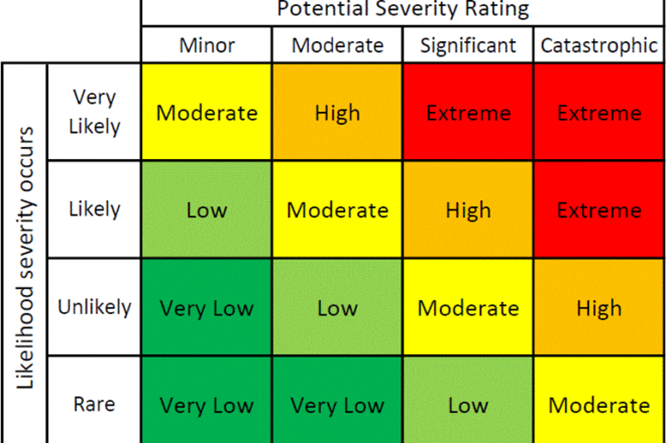 Potential Severity Rating
Minor Moderate Significant Catastrophic
Likelihood severity occurs
Very
Likely
Moderate High Extreme Extreme
Likely Low Moderate High Extreme
Unlikely Very Low Low Moderate High
Rare Very Low Very Low Low Moderate